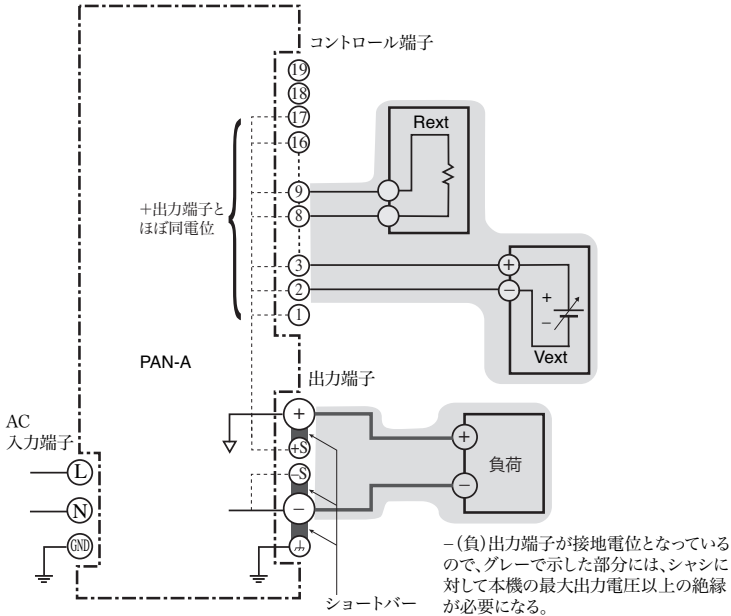 コントロール端子
19
18
17
16
9
8
3
2
1
+出力端子と
ほぼ同電位
Rext
+
−
+
−
Vext
PAN-A
出力端子
+
+S
−S
−
AC
入力端子
L
N
GND
+
−
負荷
ショートバー
−(負)出力端子が接地電位となっている
ので、グレーで示した部分には、シャシに
対して本機の最大出力電圧以上の絶縁
が必要になる。